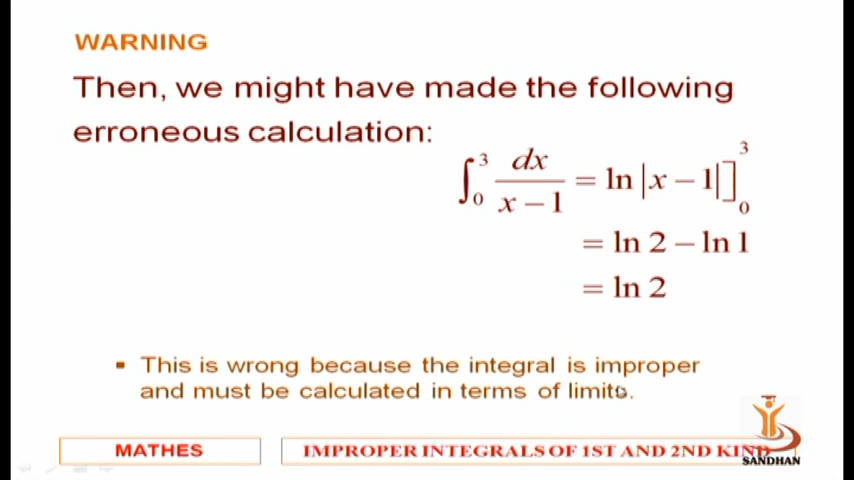 WARNING
Then, we might have made the following
erroneous calculation:
∫₀³ dx/(x − 1) = ln |x − 1|]₀³
= ln 2 – ln 1
= ln 2
▪ This is wrong because the integral is improper
and must be calculated in terms of limits.
MATHES
IMPROPER INTEGRALS OF 1ST AND 2ND KIND
SANDHAN